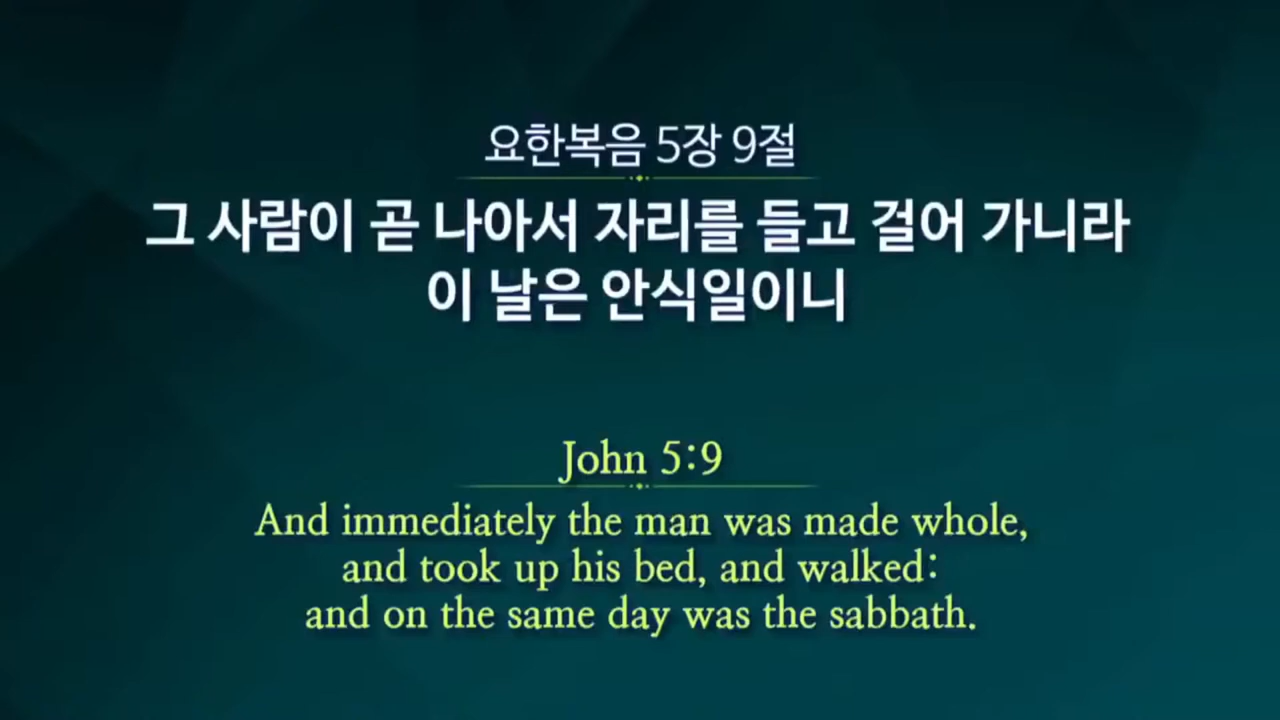 요한복음 5장 9절
그 사람이 곧 나아서 자리를 들고 걸어 가니라
이 날은 안식일이니
John 5:9
And immediately the man was made whole,
and took up his bed, and walked:
and on the same day was the sabbath.